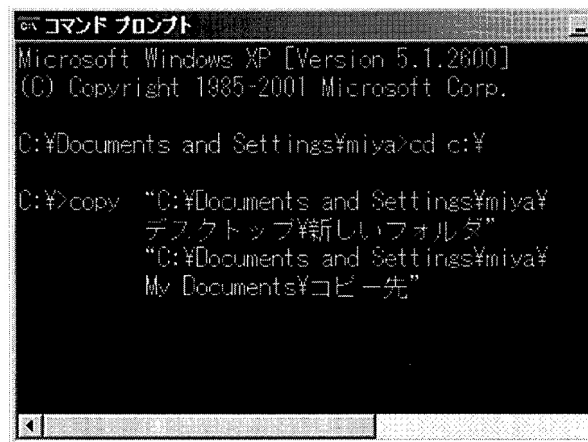 コマンド プロンプト
Microsoft Windows XP [Version 5.1.2600]
(C) Copyright 1985-2001 Microsoft Corp.
C:¥Documents and Settings¥miya>cd c:¥
C:¥>copy “C:¥Documents and Settings¥miya¥
デスクトップ¥新しいフォルダ”
“C:¥Documents and Settings¥miya¥
My Documents¥コピー先”